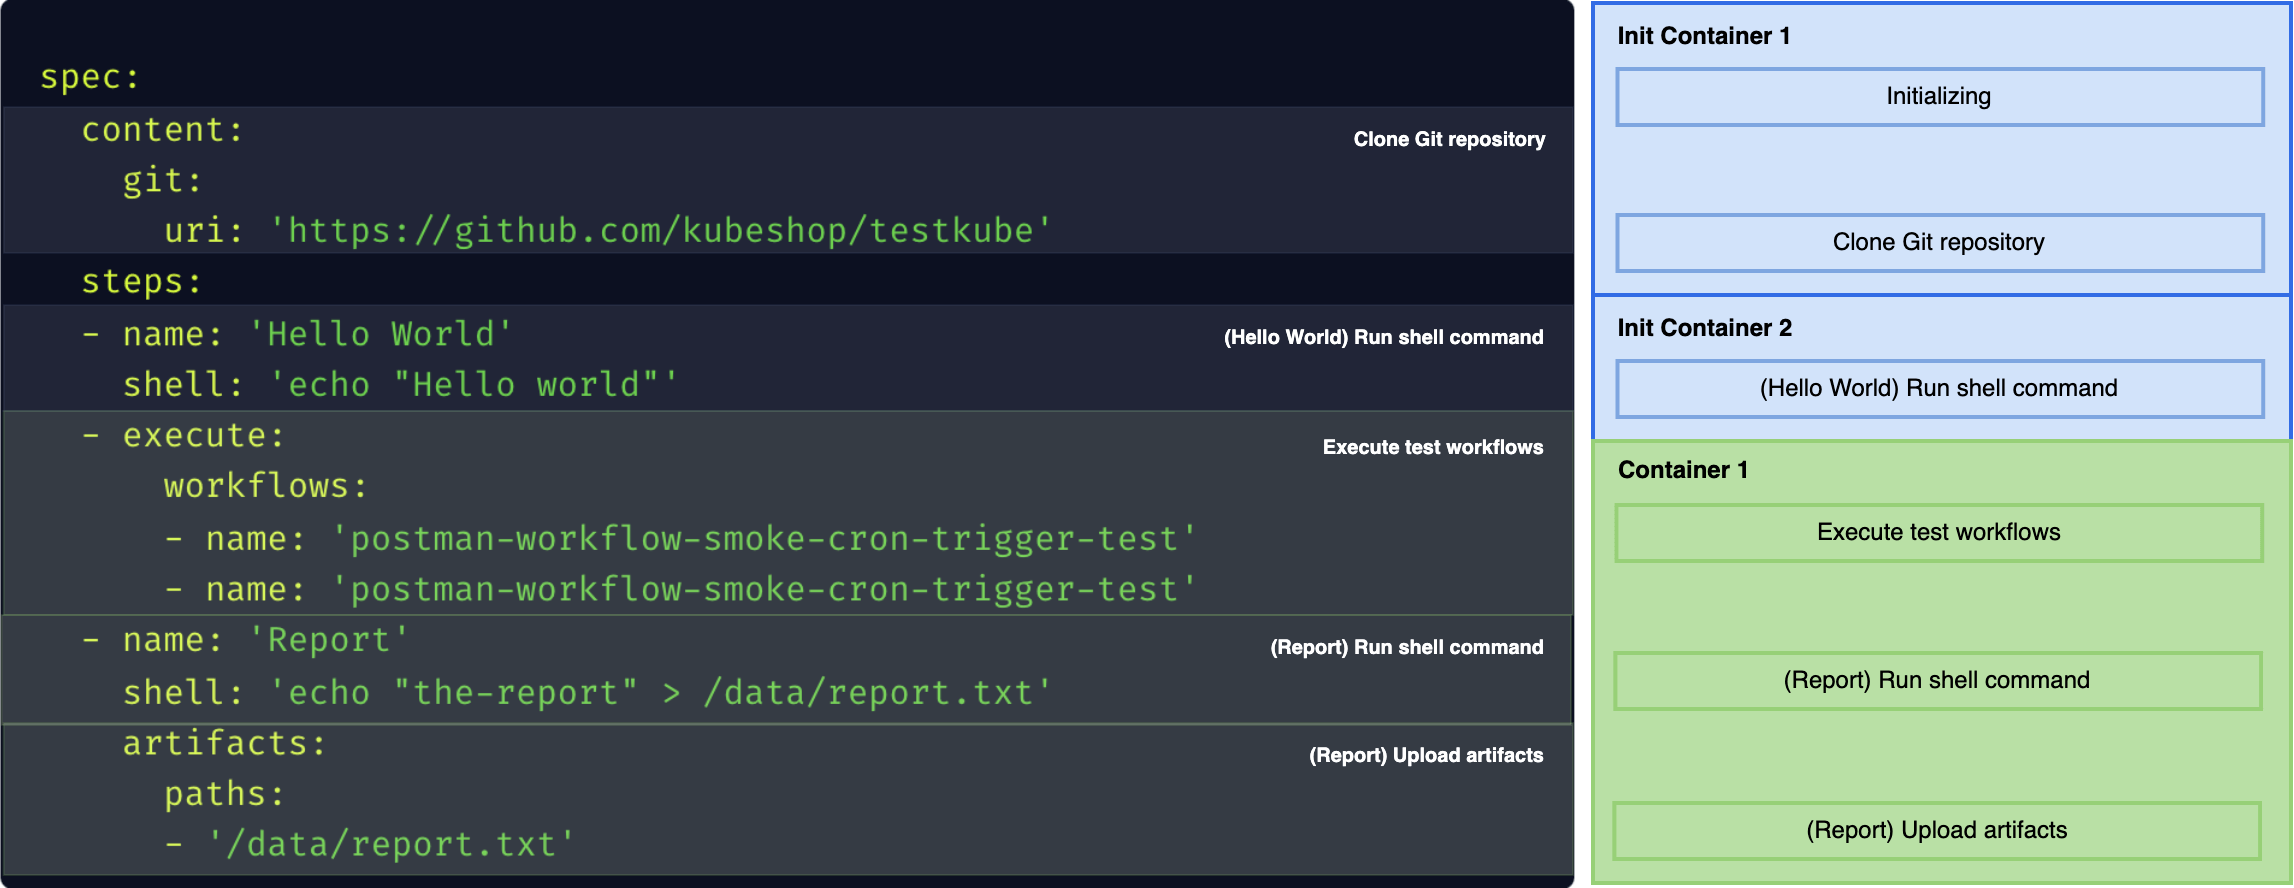 spec:
content:
Clone Git repository
git:
uri: 'https://github.com/kubeshop/testkube'
steps:
- name: 'Hello World'
(Hello World) Run shell command
shell: 'echo "Hello world"'
- execute:
Execute test workflows
workflows:
- name: 'postman-workflow-smoke-cron-trigger-test'
- name: 'postman-workflow-smoke-cron-trigger-test'
- name: 'Report'
(Report) Run shell command
shell: 'echo "the-report" > /data/report.txt'
artifacts:
(Report) Upload artifacts
paths:
- '/data/report.txt'
Init Container 1
Initializing
Clone Git repository
Init Container 2
(Hello World) Run shell command
Container 1
Execute test workflows
(Report) Run shell command
(Report) Upload artifacts